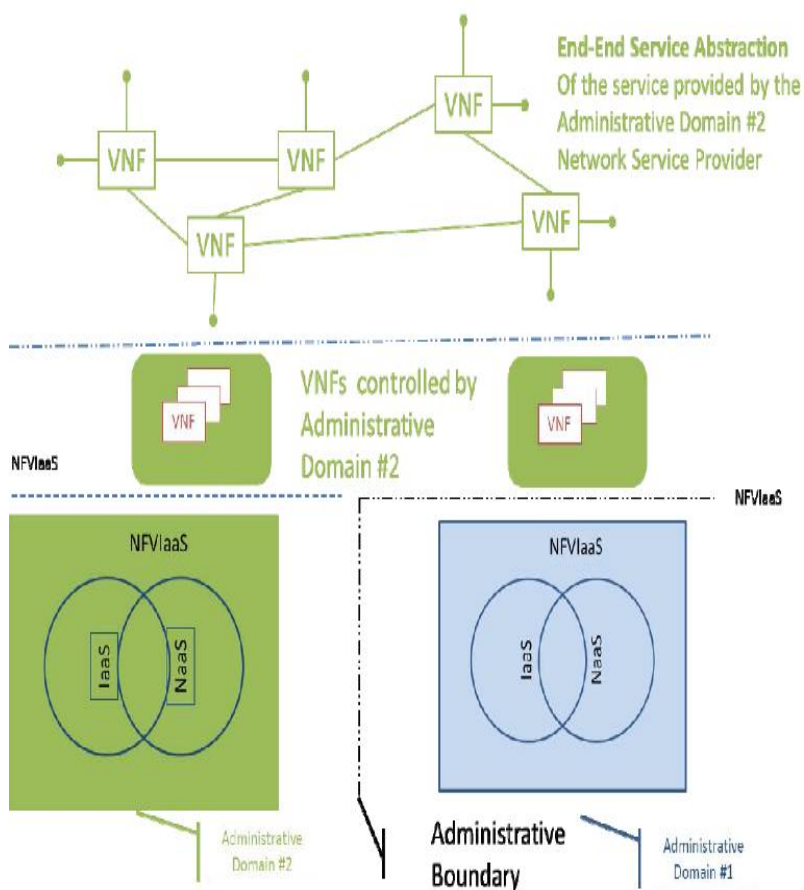 End-End Service Abstraction
Of the service provided by the
Administrative Domain #2
Network Service Provider
VNF
VNF
VNF
VNF
VNF
VNFs controlled by
Administrative
Domain #2
VNF
VNF
NFVIaaS
NFVIaaS
NFVIaaS
IaaS
NaaS
NFVIaaS
IaaS
NaaS
Administrative
Domain #2
Administrative
Boundary
Administrative
Domain #1